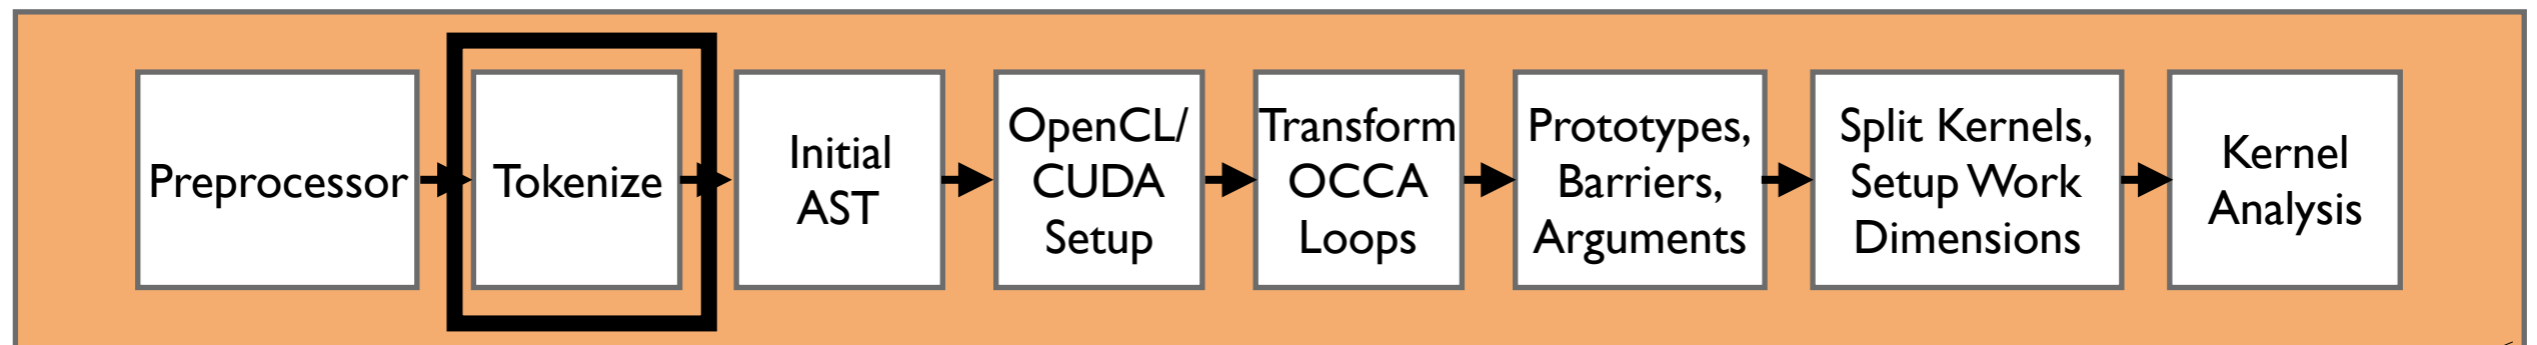 Preprocessor
Tokenize
Initial
AST
OpenCL/
CUDA
Setup
Transform
OCCA
Loops
Prototypes,
Barriers,
Arguments
Split Kernels,
Setup Work
Dimensions
Kernel
Analysis